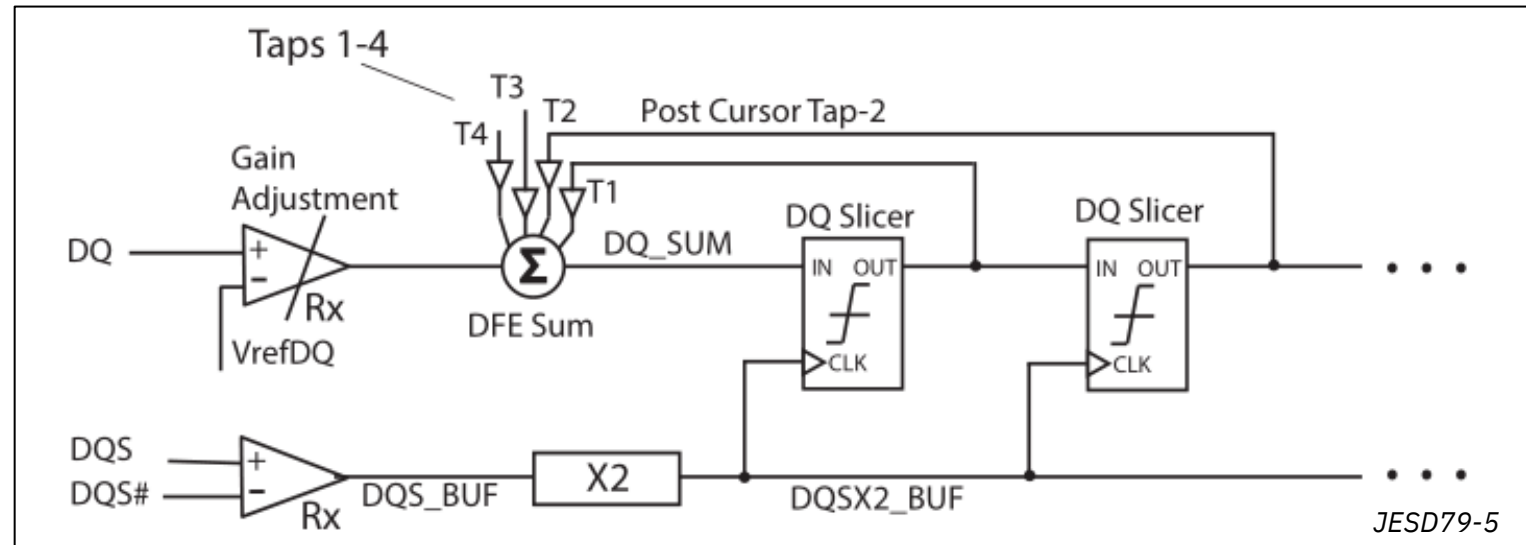 Taps 1-4
T3
T2
Post Cursor Tap-2
T4
Gain
Adjustment
T1
DQ Slicer
DQ Slicer
DQ
+
−
DQ_SUM
Σ
IN OUT
IN OUT
• • •
Rx
DFE Sum
VrefDQ
CLK
CLK
DQS
+
DQS#
−
X2
• • •
DQS_BUF
DQSX2_BUF
Rx
JESD79-5